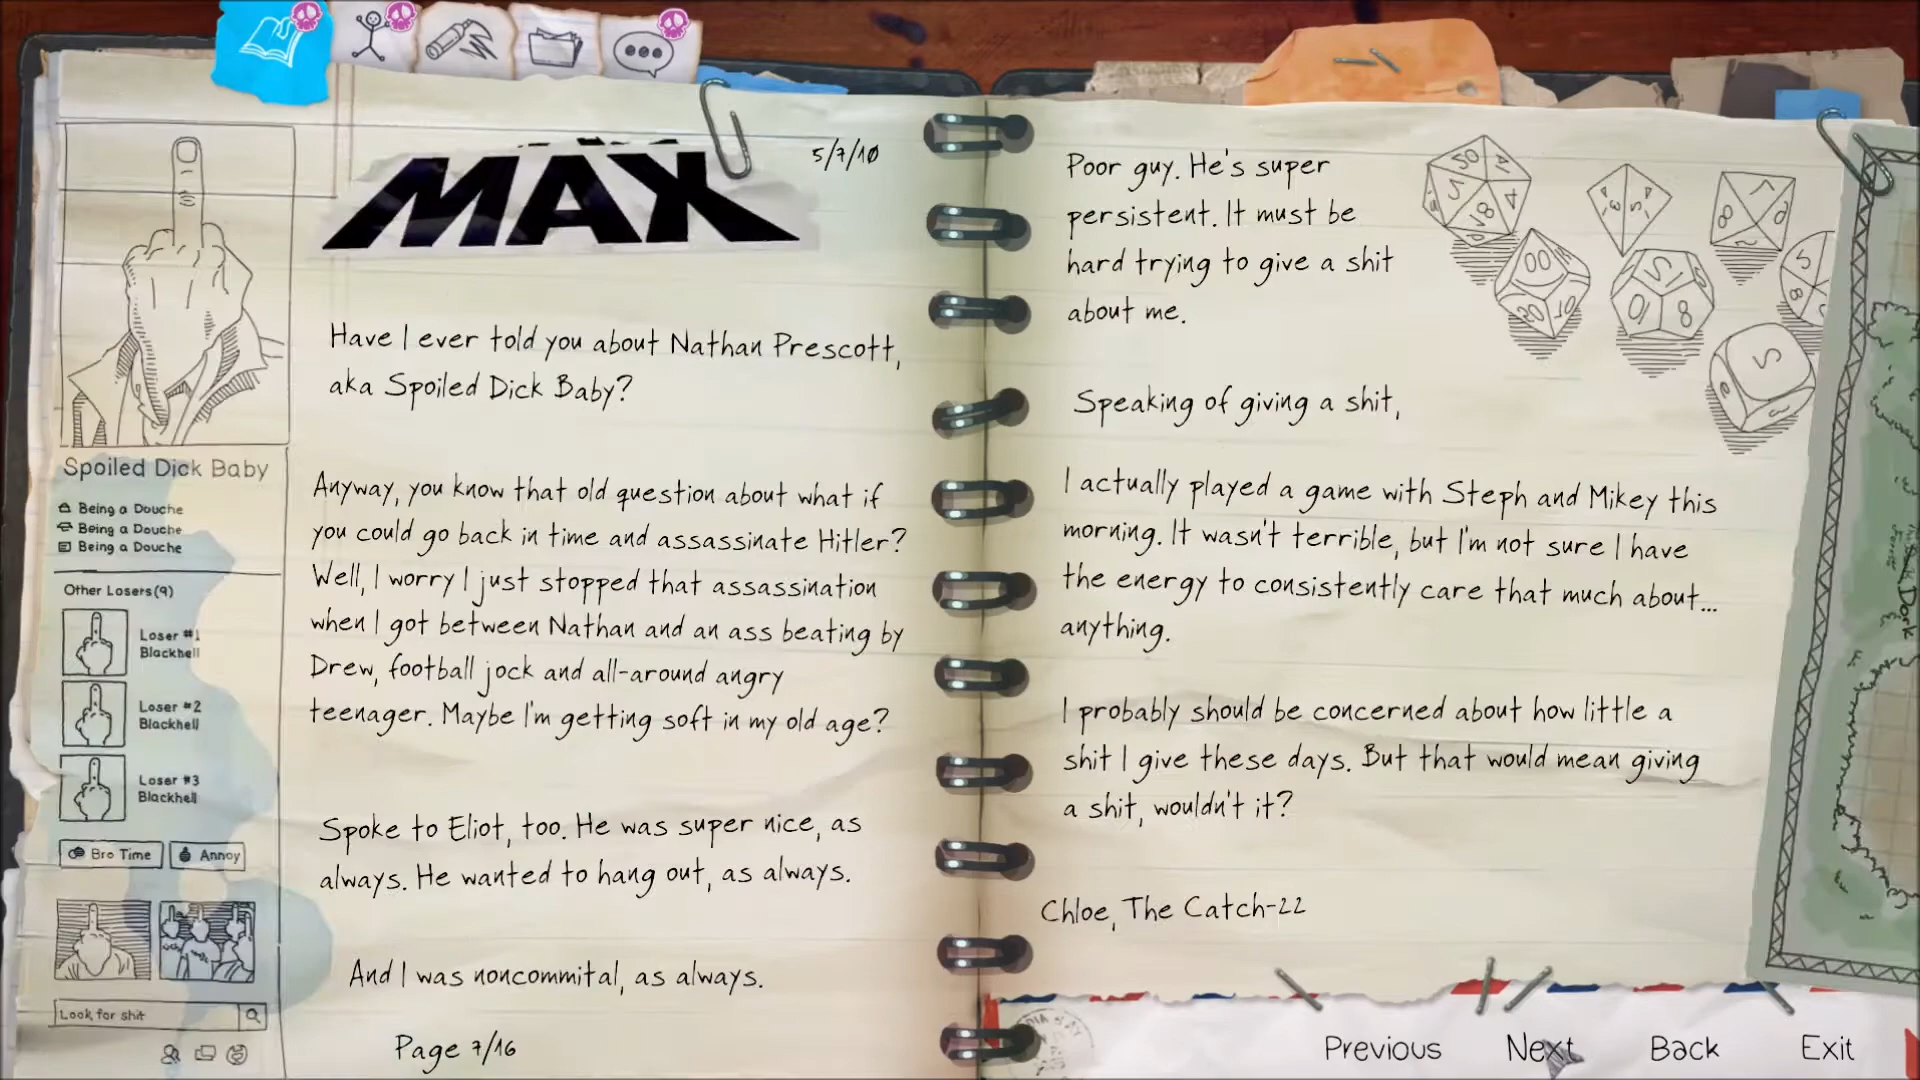 MAX
5/7/10
Have I ever told you about Nathan Prescott,
aka Spoiled Dick Baby?
Anyway, you know that old question about what if
you could go back in time and assassinate Hitler?
Well, I worry I just stopped that assassination
when I got between Nathan and an ass beating by
Drew, football jock and all-around angry
teenager. Maybe I'm getting soft in my old age?
Spoke to Eliot, too. He was super nice, as
always. He wanted to hang out, as always.
And I was noncommital, as always.
Page 7/16
Spoiled Dick Baby
Being a Douche
Being a Douche
Being a Douche
Other Losers(9)
Loser #1
Blackhell
Loser #2
Blackhell
Loser #3
Blackhell
Bro Time
Annoy
Look for shit
Poor guy. He's super
persistent. It must be
hard trying to give a shit
about me.
Speaking of giving a shit,
I actually played a game with Steph and Mikey this
morning. It wasn't terrible, but I'm not sure I have
the energy to consistently care that much about...
anything.
I probably should be concerned about how little a
shit I give these days. But that would mean giving
a shit, wouldn't it?
Chloe, The Catch-22
Previous
Next
Back
Exit